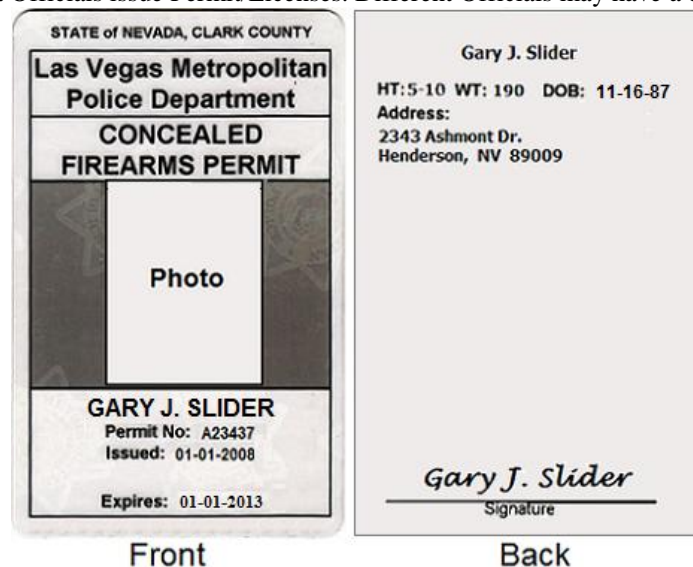 Officials issue Permit/Licenses. Different Officials may have a
STATE of NEVADA, CLARK COUNTY
Las Vegas Metropolitan
Police Department
CONCEALED
FIREARMS PERMIT
Photo
GARY J. SLIDER
Permit No: A23437
Issued: 01-01-2008
Expires: 01-01-2013
Front
Gary J. Slider
HT:5-10 WT: 190 DOB: 11-16-87
Address:
2343 Ashmont Dr.
Henderson, NV 89009
Gary J. Slider
Signature
Back